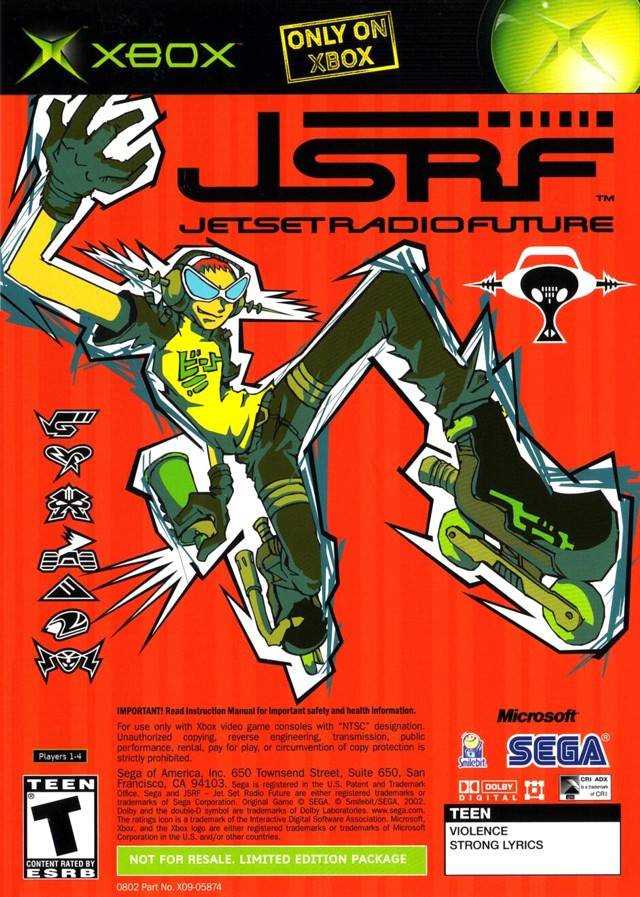 XBOX
ONLY ON
XBOX
JSRF
TM
JETSETRADIOFUTURE
ビート
IMPORTANT! Read Instruction Manual for important safety and health information.
For use only with Xbox video game consoles with "NTSC" designation.
Unauthorized copying, reverse engineering, transmission, public
performance, rental, pay for play, or circumvention of copy protection is
strictly prohibited.
Sega of America, Inc. 650 Townsend Street, Suite 650, San
Francisco, CA 94103. Sega is registered in the U.S. Patent and Trademark
Office. Sega and JSRF – Jet Set Radio Future are either registered trademarks or
trademarks of Sega Corporation. Original Game © SEGA. © Smilebit/SEGA, 2002.
Dolby and the double-D symbol are trademarks of Dolby Laboratories. www.sega.com.
The ratings icon is a trademark of the Interactive Digital Software Association. Microsoft,
Xbox, and the Xbox logo are either registered trademarks or trademarks of Microsoft
Corporation in the U.S. and/or other countries.
NOT FOR RESALE. LIMITED EDITION PACKAGE
0802 Part No. X09-05874
Players 1-4
TEEN
T
®
CONTENT RATED BY
ESRB
Microsoft
Smilebit
SEGA®
DOLBY
DIGITAL
CRI ADX
is a trademark
of CRI
TEEN
VIOLENCE
STRONG LYRICS